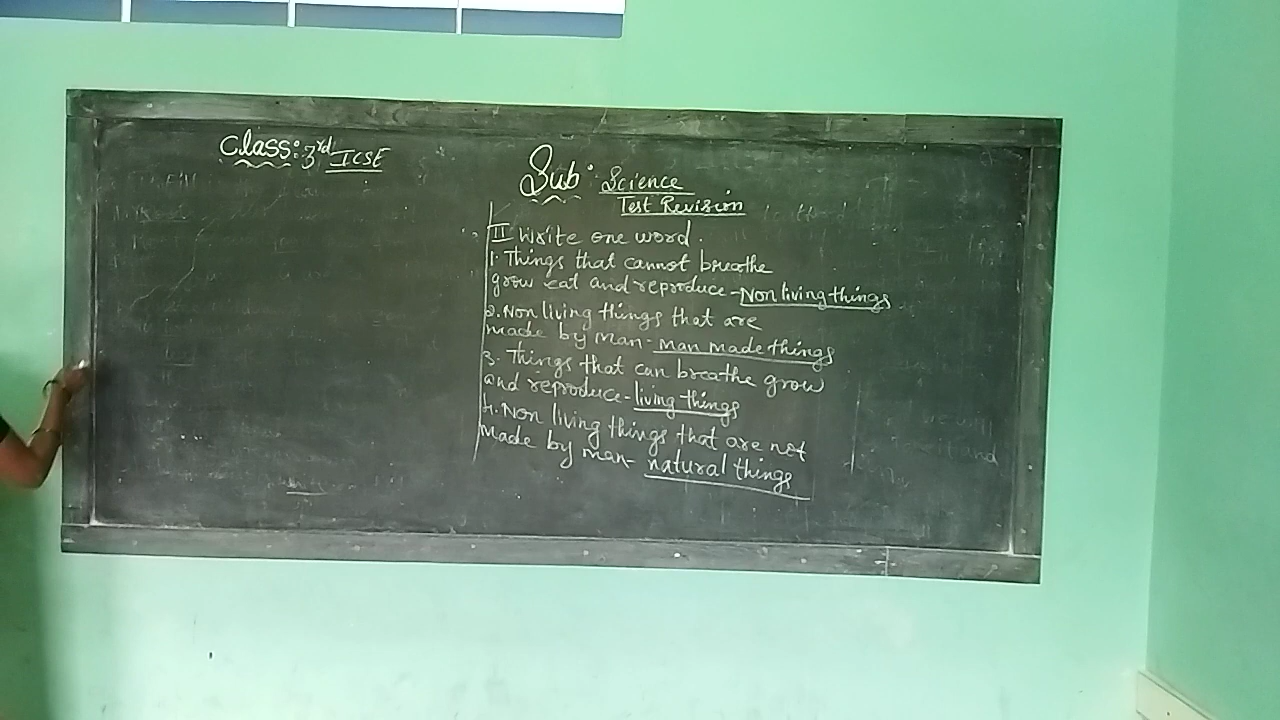 Class: 3rd ICSE
Sub: Science
Test Revision
II Write one word.
1. Things that cannot breathe
grow eat and reproduce - Non living things
2. Non living things that are
made by man - man made things
3. Things that can breathe grow
and reproduce - living things
4. Non living things that are not
made by man - natural things